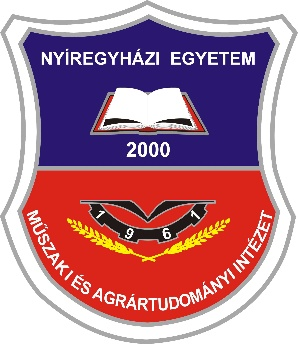 NYÍREGYHÁZI EGYETEM
2000
1961
MŰSZAKI ÉS AGRÁRTUDOMÁNYI INTÉZET